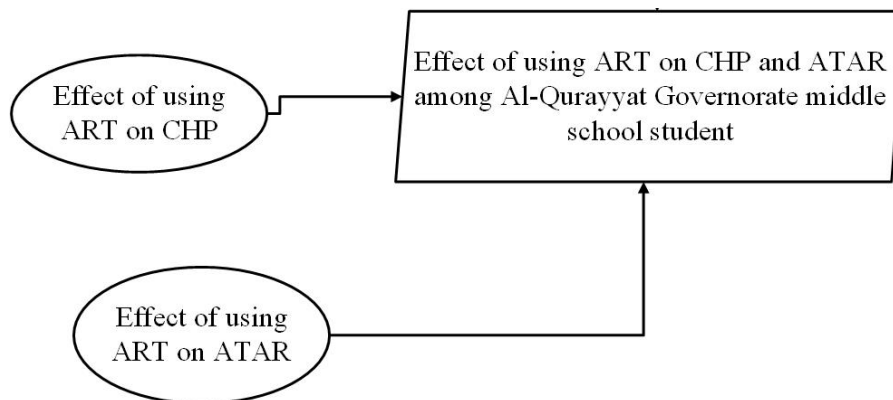 Effect of using
ART on CHP
Effect of using ART on CHP and ATAR
among Al-Qurayyat Governorate middle
school student
Effect of using
ART on ATAR